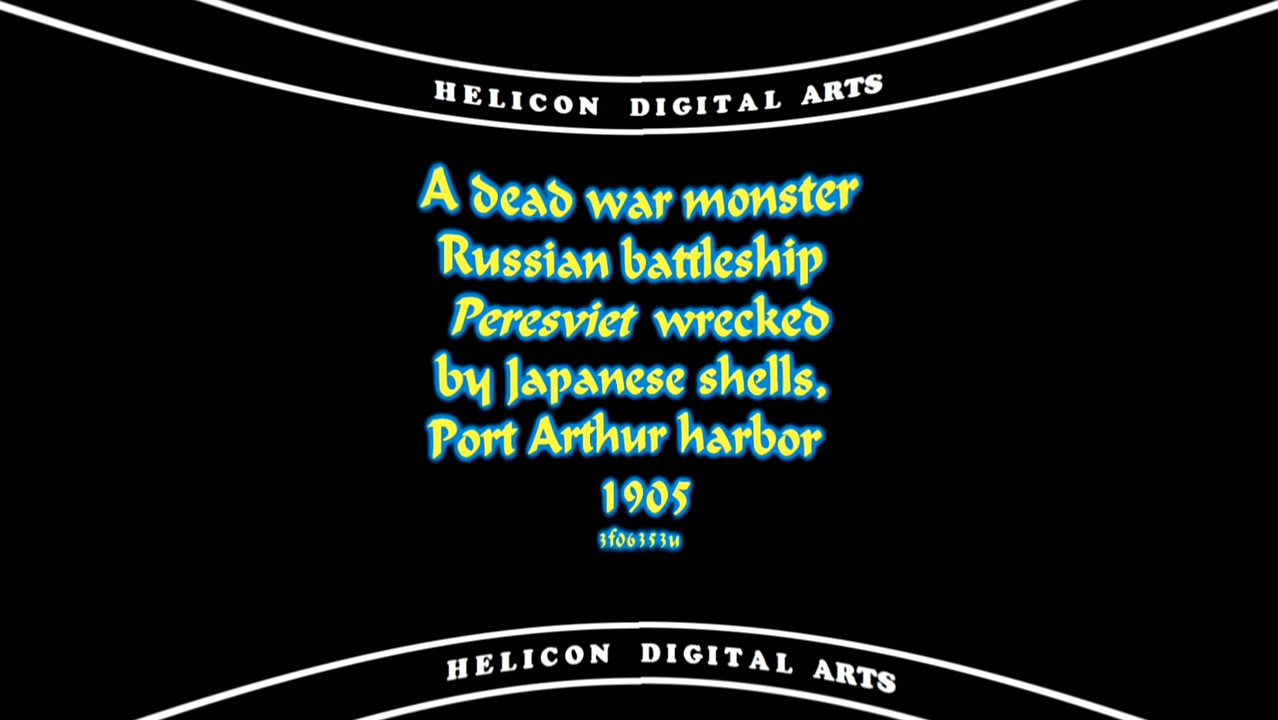 HELICON DIGITAL ARTS
A dead war monster
Russian battleship
Peresviet wrecked
by Japanese shells,
Port Arthur harbor
1905
3f06353u
HELICON DIGITAL ARTS